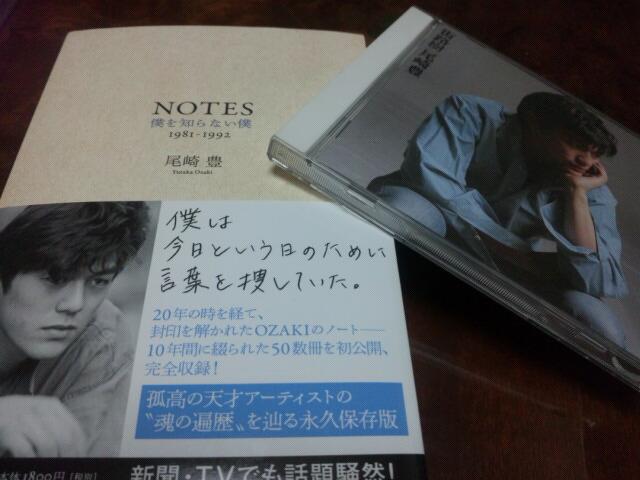 NOTES
僕を知らない僕
1981-1992
尾崎 豊
Yutaka Ozaki
僕は
今日という日のために
言葉を捜していた。
20年の時を経て、
封印を解かれたOZAKIのノート——
10年間に綴られた50数冊を初公開、
完全収録!
孤高の天才アーティストの
〝魂の遍歴〟を辿る永久保存版
本体1800円 [税別]
新聞・TVでも話題騒然!
街路樹 尾崎豊